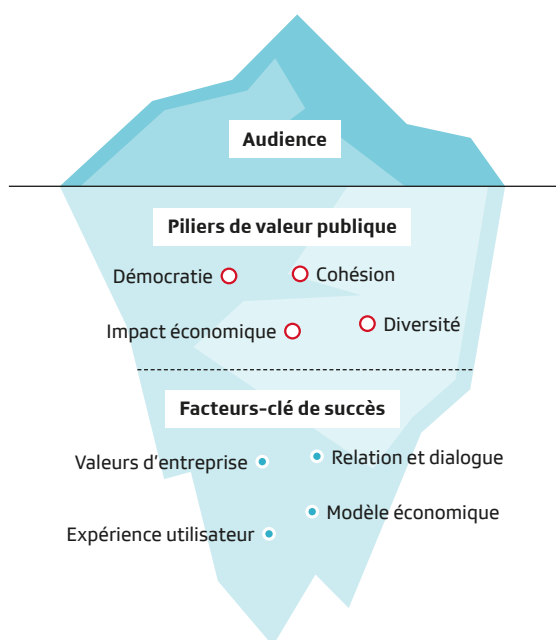 Audience
Piliers de valeur publique
Démocratie
Cohésion
Impact économique
Diversité
Facteurs-clé de succès
Valeurs d'entreprise
Relation et dialogue
Modèle économique
Expérience utilisateur